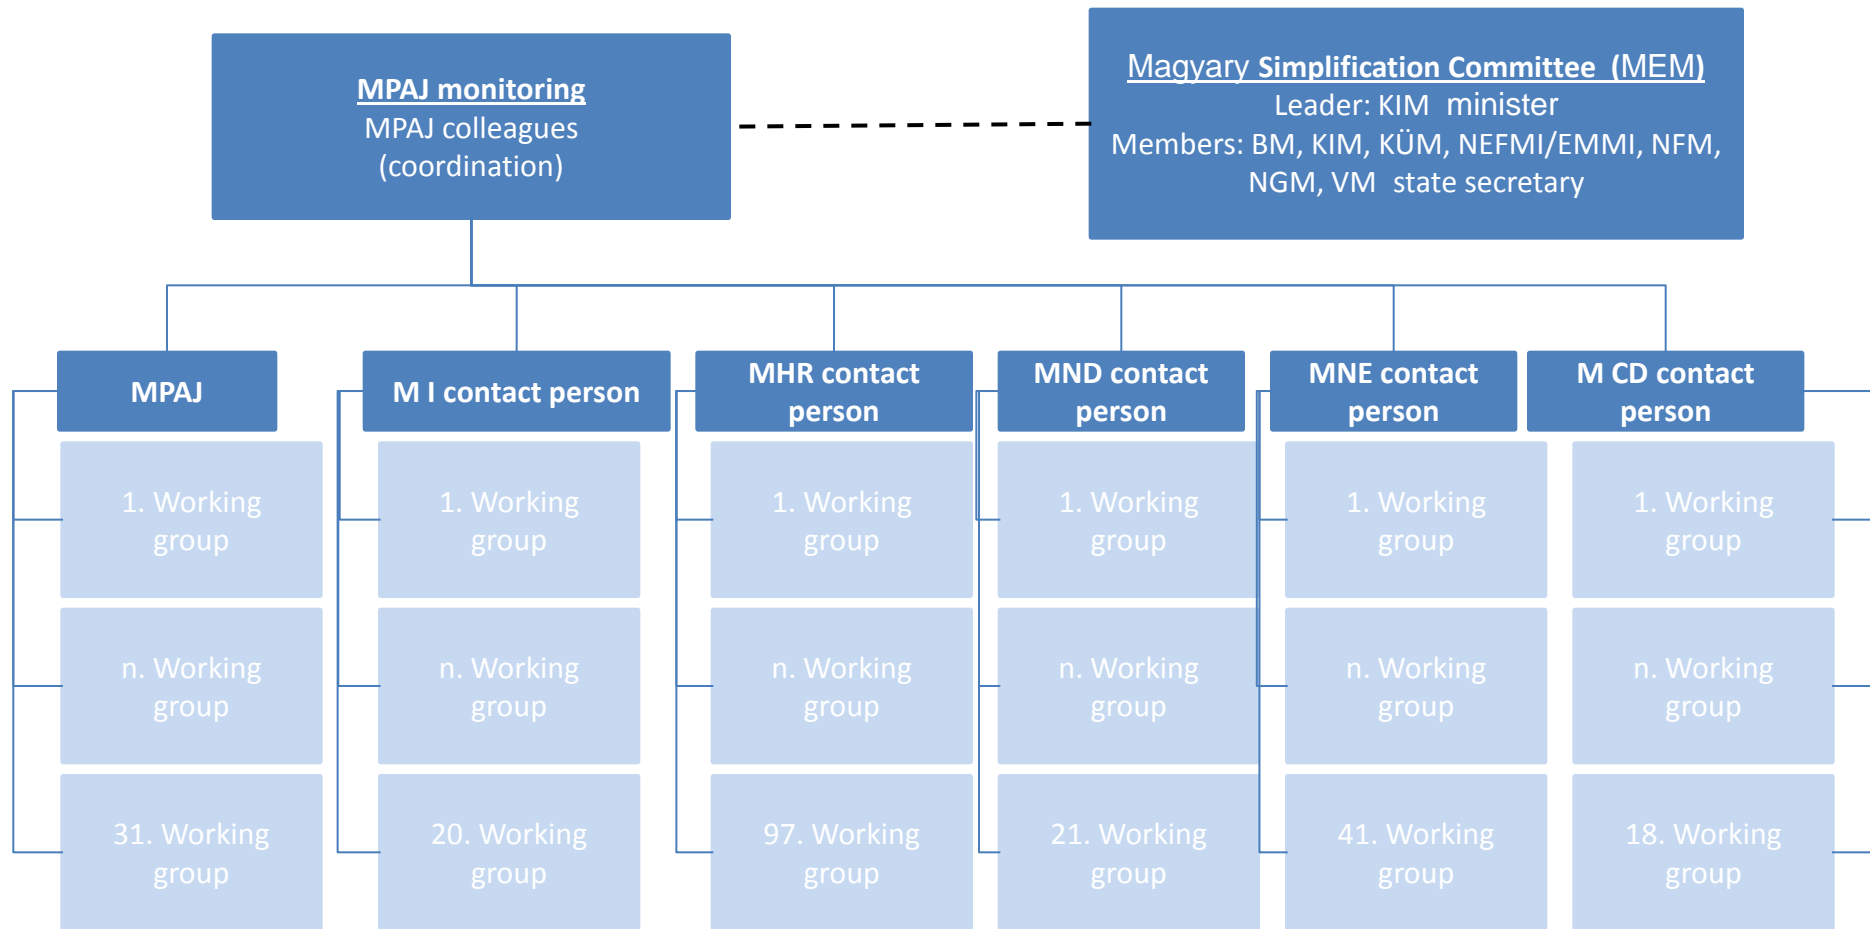 MPAJ monitoring
MPAJ colleagues
(coordination)
Magyary Simplification Committee (MEM)
Leader: KIM minister
Members: BM, KIM, KÜM, NEFMI/EMMI, NFM,
NGM, VM state secretary
MPAJ
M I contact person
MHR contact
person
MND contact
person
MNE contact
person
M CD contact
person
1. Working
group
1. Working
group
1. Working
group
1. Working
group
1. Working
group
1. Working
group
n. Working
group
n. Working
group
n. Working
group
n. Working
group
n. Working
group
n. Working
group
31. Working
group
20. Working
group
97. Working
group
21. Working
group
41. Working
group
18. Working
group